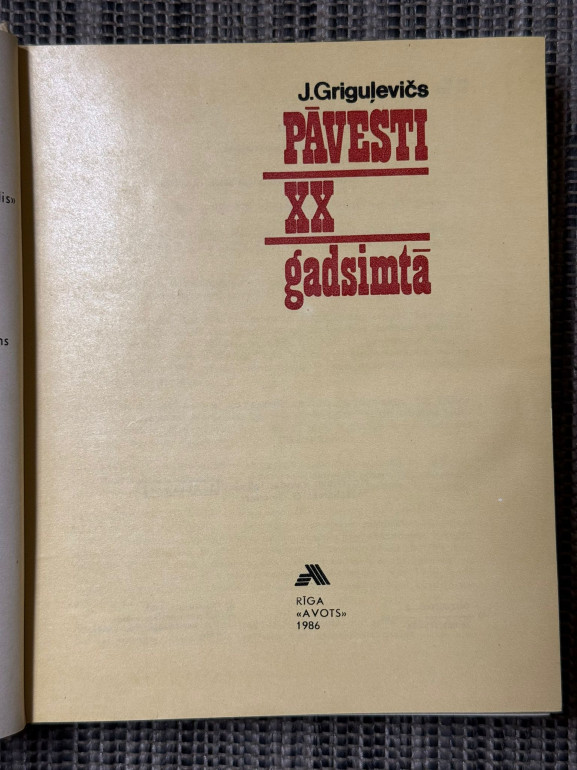 J.Griguļevičs
PĀVESTI
XX
gadsimtā
RĪGA
«AVOTS»
1986